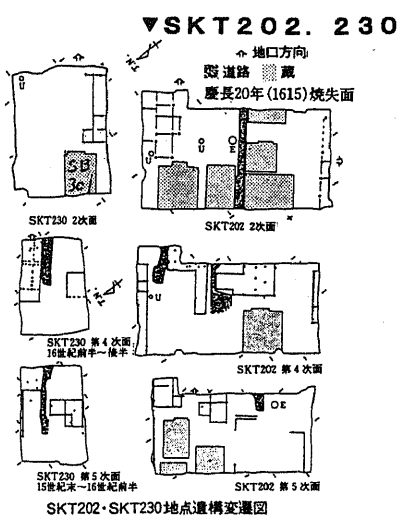 ▼SKT202.230
地口方向
道路 蔵
慶長20年(1615)焼失面
T.N
SB
30
U
U
E
U
SKT230 2次面
SKT202 2次面
T.N
U
SKT230 第4次面
16世紀前半～後半
SKT202 第4次面
E
SKT230 第5次面
15世紀末～16世紀前半
SKT202 第5次面
SKT202・SKT230地点遺構変遷図